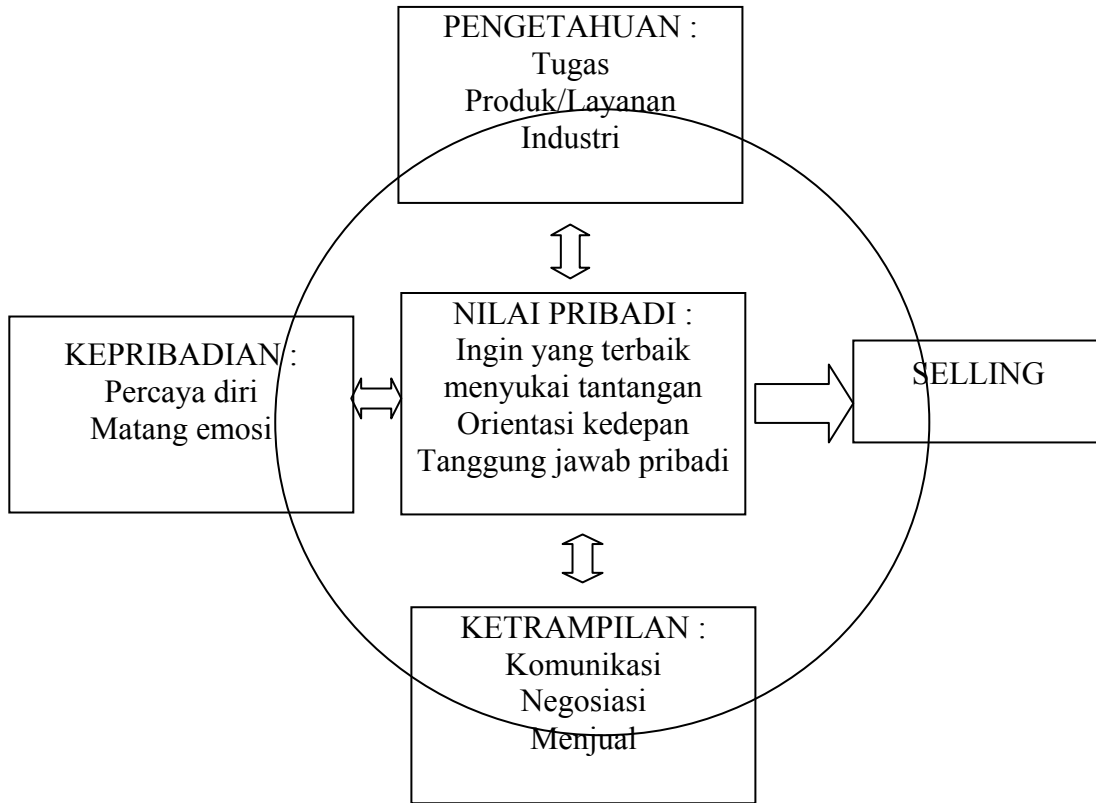 PENGETAHUAN :
Tugas
Produk/Layanan
Industri
KEPRIBADIAN :
Percaya diri
Matang emosi
NILAI PRIBADI :
Ingin yang terbaik
menyukai tantangan
Orientasi kedepan
Tanggung jawab pribadi
SELLING
KETRAMPILAN :
Komunikasi
Negosiasi
Menjual